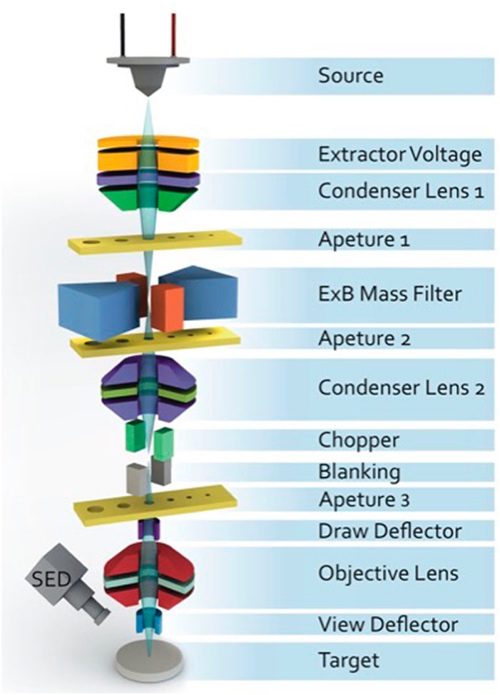 Source
Extractor Voltage
Condenser Lens 1
Apeture 1
ExB Mass Filter
Apeture 2
Condenser Lens 2
Chopper
Blanking
Apeture 3
Draw Deflector
SED
Objective Lens
View Deflector
Target